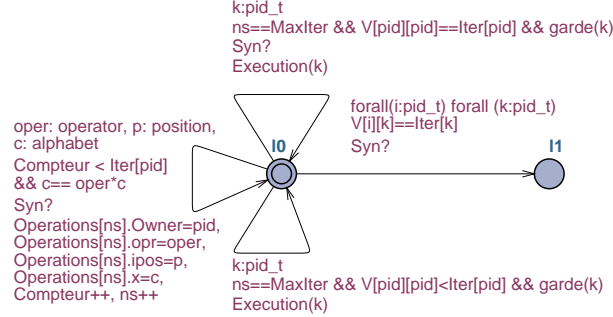 k:pid_t
ns==MaxIter && V[pid][pid]==Iter[pid] && garde(k)
Syn?
Execution(k)
forall(i:pid_t) forall (k:pid_t)
V[i][k]==Iter[k]
Syn?
oper: operator, p: position,
c: alphabet
Compteur < Iter[pid]
&& c== oper*c
Syn?
Operations[ns].Owner=pid,
Operations[ns].opr=oper,
Operations[ns].ipos=p,
Operations[ns].x=c,
Compteur++, ns++
l0
l1
k:pid_t
ns==MaxIter && V[pid][pid]<Iter[pid] && garde(k)
Execution(k)